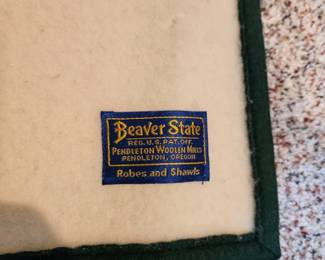 Beaver State
REG. U.S. PAT. OFF.
PENDLETON WOOLEN MILLS
PENDLETON, OREGON
Robes and Shawls